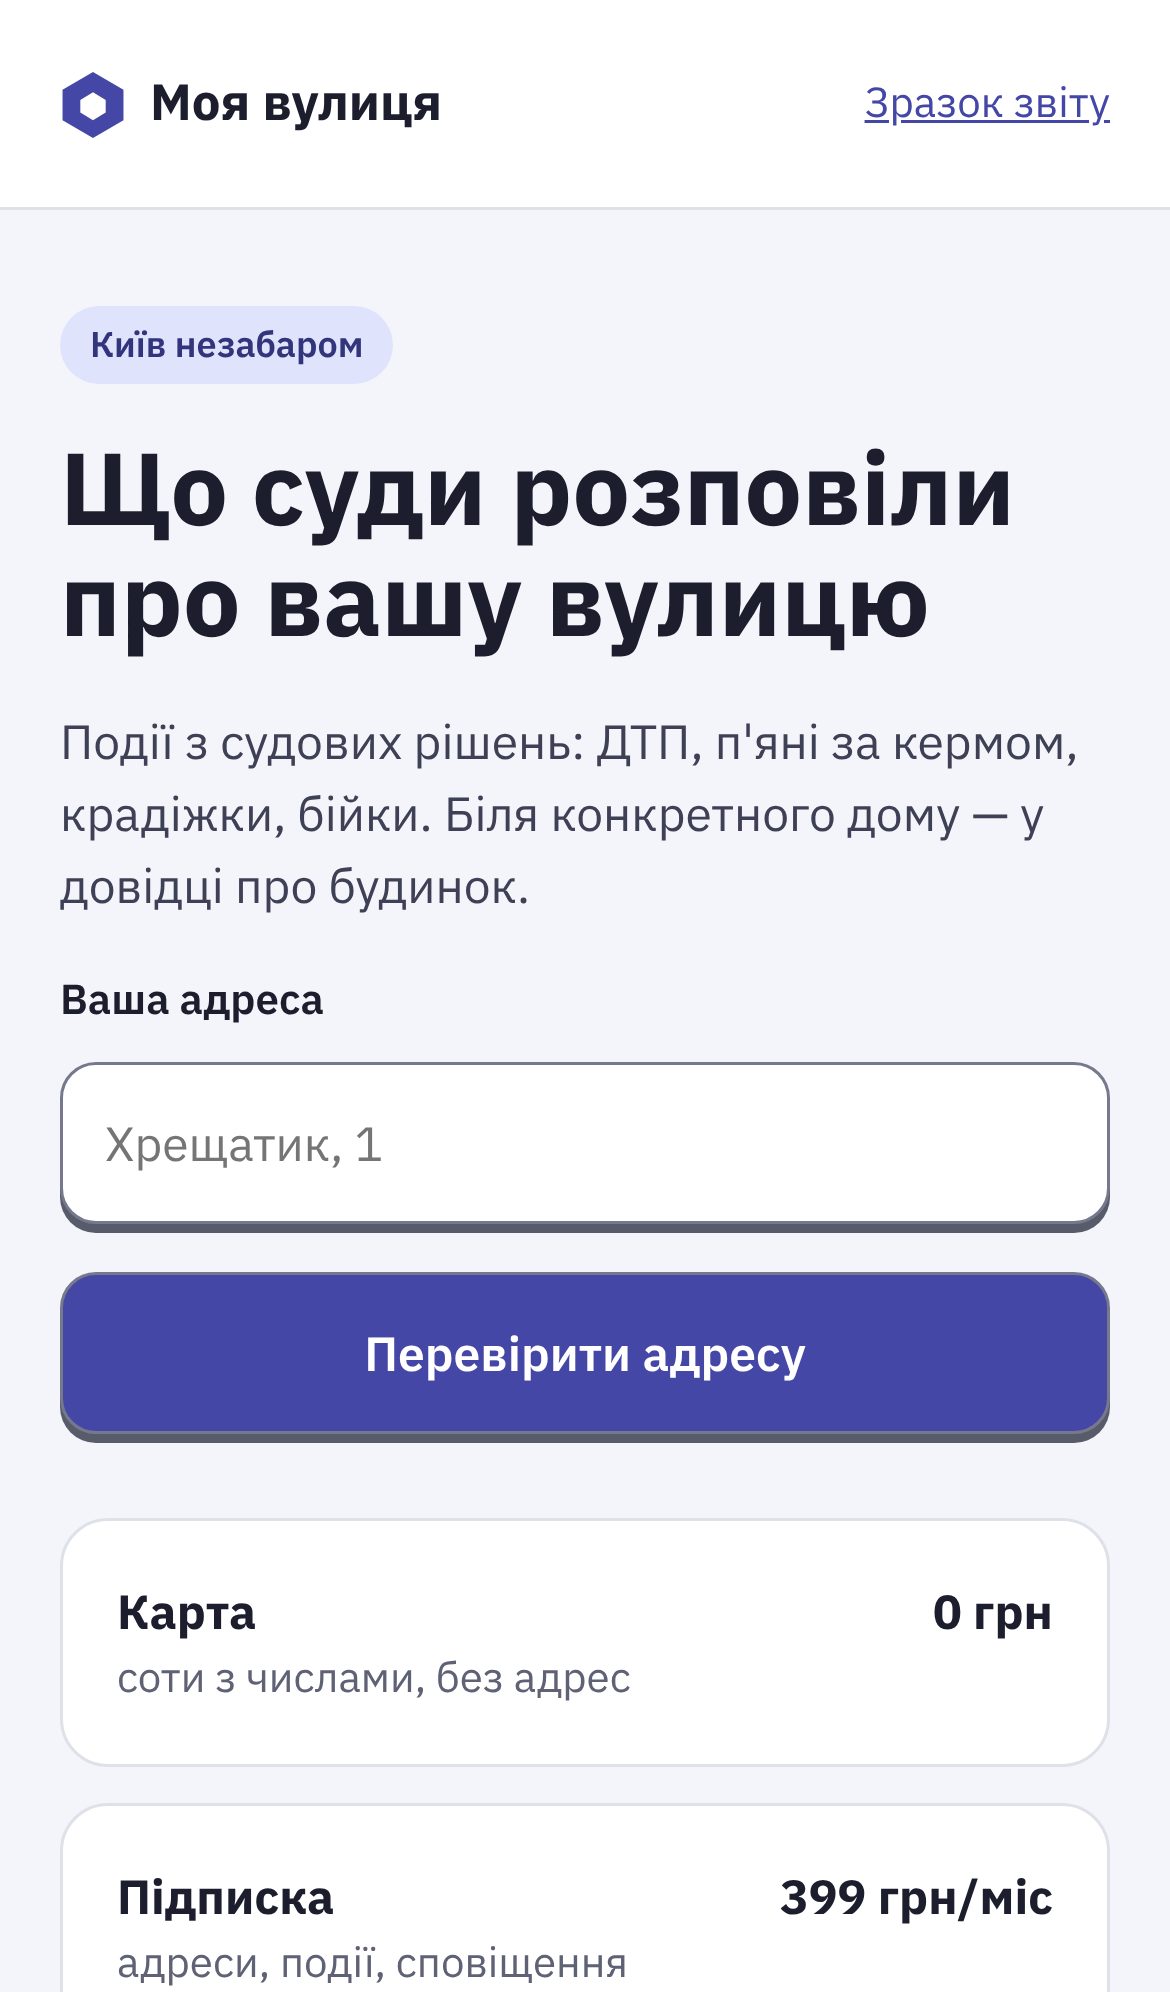 Моя вулиця
Зразок звіту
Київ незабаром
Що суди розповіли
про вашу вулицю
Події з судових рішень: ДТП, п'яні за кермом,
крадіжки, бійки. Біля конкретного дому — у
довідці про будинок.
Ваша адреса
Хрещатик, 1
Перевірити адресу
Карта
0 грн
соти з числами, без адрес
Підписка
399 грн/міс
адреси, події, сповіщення